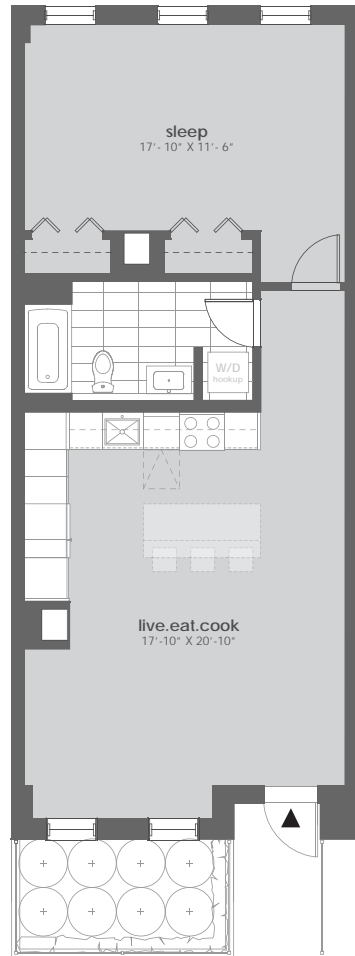 sleep
17'- 10" X 11'- 6"
W/D
hookup
live.eat.cook
17'-10" X 20'-10"